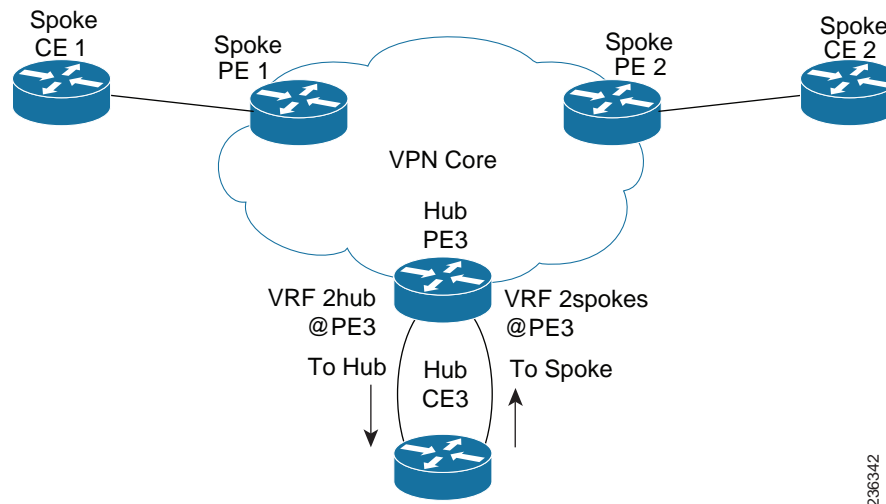 Spoke
CE 1
Spoke
PE 1
Spoke
PE 2
Spoke
CE 2
VPN Core
Hub
PE3
VRF 2hub
@PE3
VRF 2spokes
@PE3
To Hub
Hub
CE3
To Spoke
236342